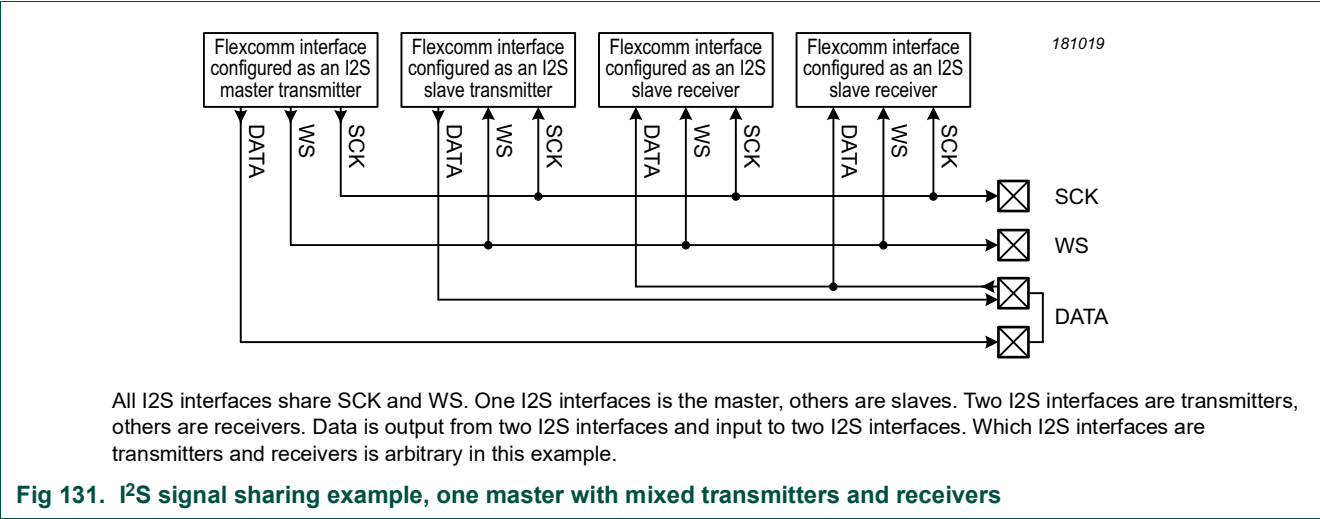 Flexcomm interface
configured as an I2S
master transmitter
Flexcomm interface
configured as an I2S
slave transmitter
Flexcomm interface
configured as an I2S
slave receiver
Flexcomm interface
configured as an I2S
slave receiver
181019
DATA
WS
SCK
DATA
WS
SCK
DATA
WS
SCK
DATA
WS
SCK
SCK
WS
DATA
All I2S interfaces share SCK and WS. One I2S interfaces is the master, others are slaves. Two I2S interfaces are transmitters,
others are receivers. Data is output from two I2S interfaces and input to two I2S interfaces. Which I2S interfaces are
transmitters and receivers is arbitrary in this example.
Fig 131. I²S signal sharing example, one master with mixed transmitters and receivers